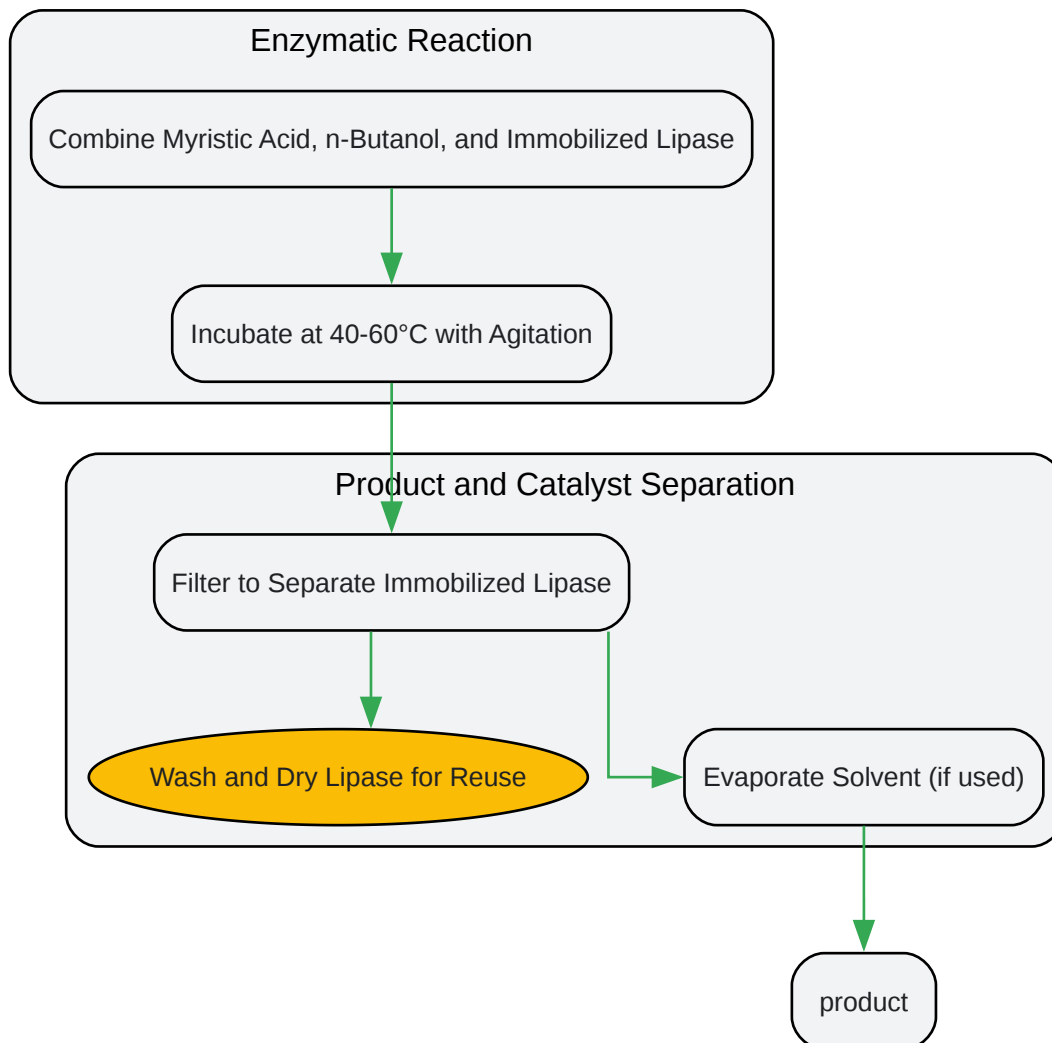 Enzymatic Reaction
Combine Myristic Acid, n-Butanol, and Immobilized Lipase
Incubate at 40-60°C with Agitation
Product and Catalyst Separation
Filter to Separate Immobilized Lipase
Wash and Dry Lipase for Reuse
Evaporate Solvent (if used)
product